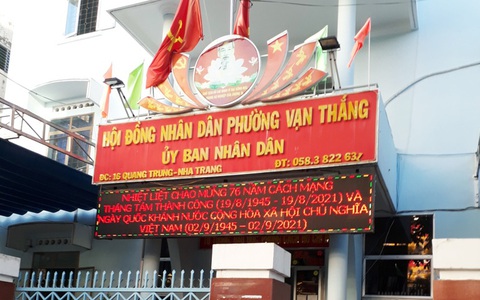 HỘI ĐỒNG NHÂN DÂN PHƯỜNG VẠN THẮNG
ỦY BAN NHÂN DÂN
ĐC: 16 QUANG TRUNG-NHA TRANG
ĐT: 058.3 822 637
NHIỆT LIỆT CHÀO MỪNG 76 NĂM CÁCH MẠNG
THÁNG TÁM THÀNH CÔNG (19/8/1945 - 19/8/2021) VÀ
NGÀY QUỐC KHÁNH NƯỚC CỘNG HÒA XÃ HỘI CHỦ NGHĨA
VIỆT NAM (02/9/1945 - 02/9/2021)